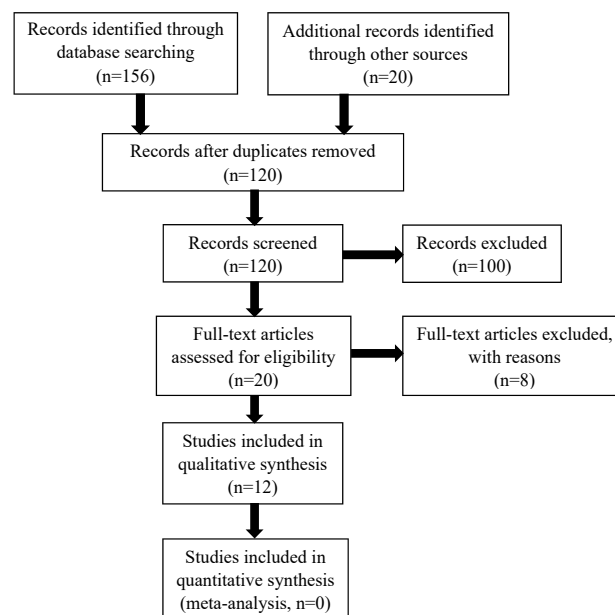 Records identified through
database searching
(n=156)
Additional records identified
through other sources
(n=20)
Records after duplicates removed
(n=120)
Records screened
(n=120)
Records excluded
(n=100)
Full-text articles
assessed for eligibility
(n=20)
Full-text articles excluded,
with reasons
(n=8)
Studies included in
qualitative synthesis
(n=12)
Studies included in
quantitative synthesis
(meta-analysis, n=0)